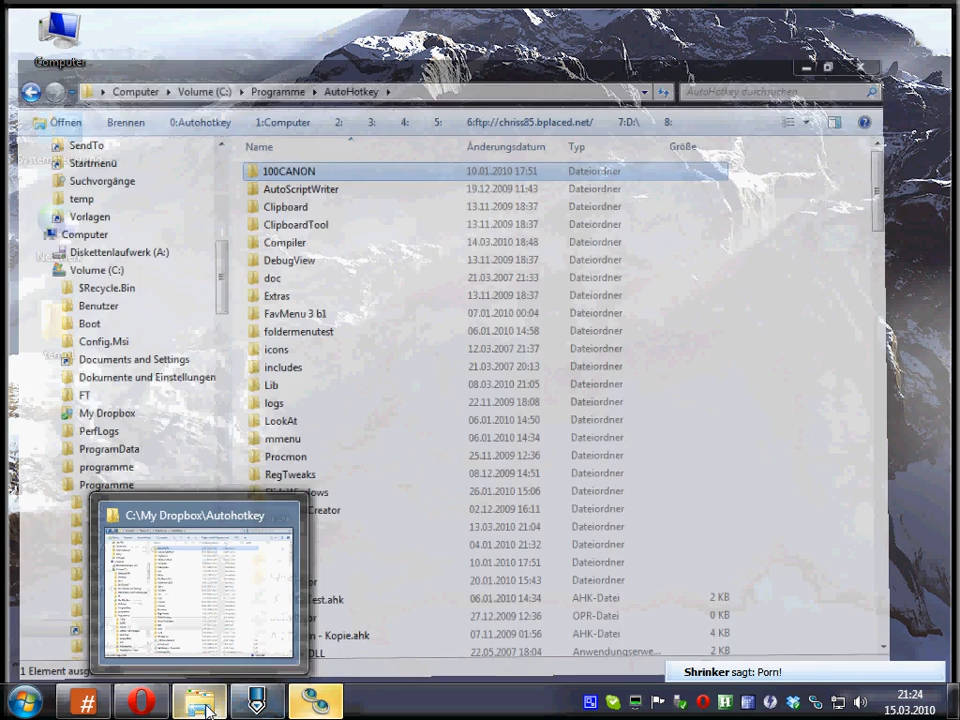 Computer
Computer Volume (C:) Programme AutoHotkey
AutoHotkey durchsuchen
Öffnen Brennen 0:Autohotkey 1:Computer 2: 3: 4: 5: 6:ftp://chriss85.bplaced.net/ 7:D:\ 8:
Name Änderungsdatum Typ Größe
SendTo
Startmenü
Suchvorgänge
temp
Vorlagen
Computer
Diskettenlaufwerk (A:)
Volume (C:)
$Recycle.Bin
Benutzer
Boot
Config.Msi
Documents and Settings
Dokumente und Einstellungen
FT
My Dropbox
PerfLogs
ProgramData
programme
Programme
100CANON 10.01.2010 17:51 Dateiordner
AutoScriptWriter 19.12.2009 11:43 Dateiordner
Clipboard 13.11.2009 18:37 Dateiordner
ClipboardTool 13.11.2009 18:37 Dateiordner
Compiler 14.03.2010 18:48 Dateiordner
DebugView 13.11.2009 18:37 Dateiordner
doc 21.03.2007 21:33 Dateiordner
Extras 13.11.2009 18:37 Dateiordner
FavMenu 3 b1 07.01.2010 00:04 Dateiordner
foldermenutest 06.01.2010 14:58 Dateiordner
icons 12.03.2007 21:37 Dateiordner
includes 21.03.2007 20:13 Dateiordner
Lib 08.03.2010 21:05 Dateiordner
logs 22.11.2009 18:08 Dateiordner
LookAt 06.01.2010 14:50 Dateiordner
mmenu 06.01.2010 14:34 Dateiordner
Procmon 25.11.2009 12:36 Dateiordner
RegTweaks 08.12.2009 14:51 Dateiordner
26.01.2010 15:06 Dateiordner
Creator 02.12.2009 16:11 Dateiordner
13.03.2010 21:04 Dateiordner
04.01.2010 21:32 Dateiordner
10.01.2010 17:51 Dateiordner
20.01.2010 15:43 Dateiordner
est.ahk 06.01.2010 14:34 AHK-Datei 2 KB
27.12.2009 12:36 OPR-Datei 0 KB
n - Kopie.ahk 07.11.2009 01:56 AHK-Datei 4 KB
22.05.2007 18:04 Anwendungserwe... 2 KB
C:\My Dropbox\Autohotkey
1 Element ausg
Shrinker sagt: Porn!
21:24
15.03.2010